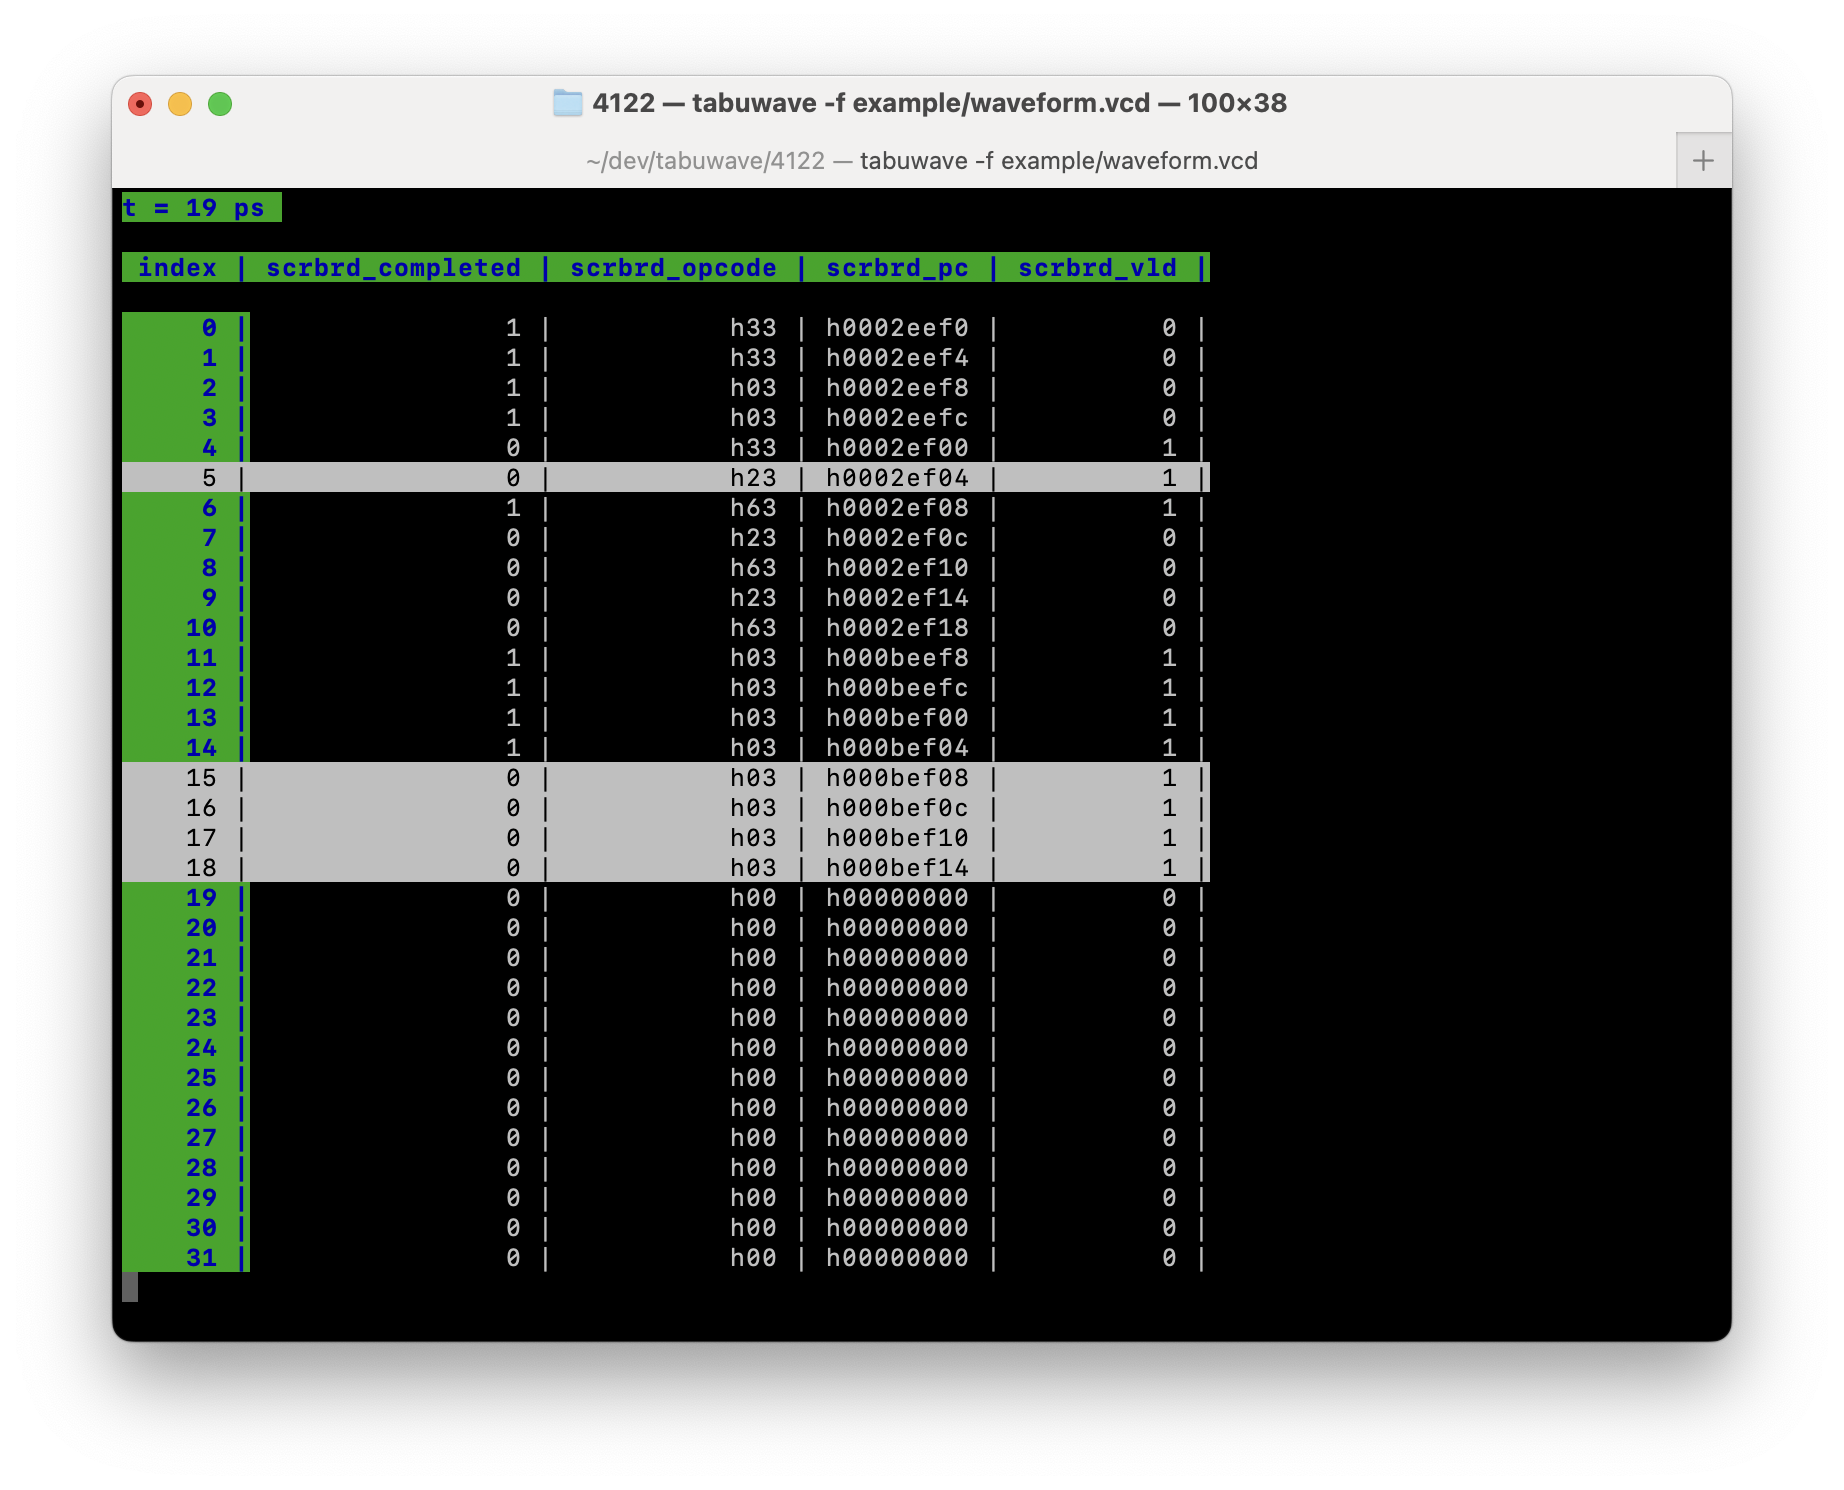 4122 — tabuwave -f example/waveform.vcd — 100×38
~/dev/tabuwave/4122 — tabuwave -f example/waveform.vcd +
t = 19 ps
index | scrbrd_completed | scrbrd_opcode | scrbrd_pc | scrbrd_vld |
0 | 1 | h33 | h0002eef0 | 0 |
1 | 1 | h33 | h0002eef4 | 0 |
2 | 1 | h03 | h0002eef8 | 0 |
3 | 1 | h03 | h0002eefc | 0 |
4 | 0 | h33 | h0002ef00 | 1 |
5 | 0 | h23 | h0002ef04 | 1 |
6 | 1 | h63 | h0002ef08 | 1 |
7 | 0 | h23 | h0002ef0c | 0 |
8 | 0 | h63 | h0002ef10 | 0 |
9 | 0 | h23 | h0002ef14 | 0 |
10 | 0 | h63 | h0002ef18 | 0 |
11 | 1 | h03 | h000beef8 | 1 |
12 | 1 | h03 | h000beefc | 1 |
13 | 1 | h03 | h000bef00 | 1 |
14 | 1 | h03 | h000bef04 | 1 |
15 | 0 | h03 | h000bef08 | 1 |
16 | 0 | h03 | h000bef0c | 1 |
17 | 0 | h03 | h000bef10 | 1 |
18 | 0 | h03 | h000bef14 | 1 |
19 | 0 | h00 | h00000000 | 0 |
20 | 0 | h00 | h00000000 | 0 |
21 | 0 | h00 | h00000000 | 0 |
22 | 0 | h00 | h00000000 | 0 |
23 | 0 | h00 | h00000000 | 0 |
24 | 0 | h00 | h00000000 | 0 |
25 | 0 | h00 | h00000000 | 0 |
26 | 0 | h00 | h00000000 | 0 |
27 | 0 | h00 | h00000000 | 0 |
28 | 0 | h00 | h00000000 | 0 |
29 | 0 | h00 | h00000000 | 0 |
30 | 0 | h00 | h00000000 | 0 |
31 | 0 | h00 | h00000000 | 0 |